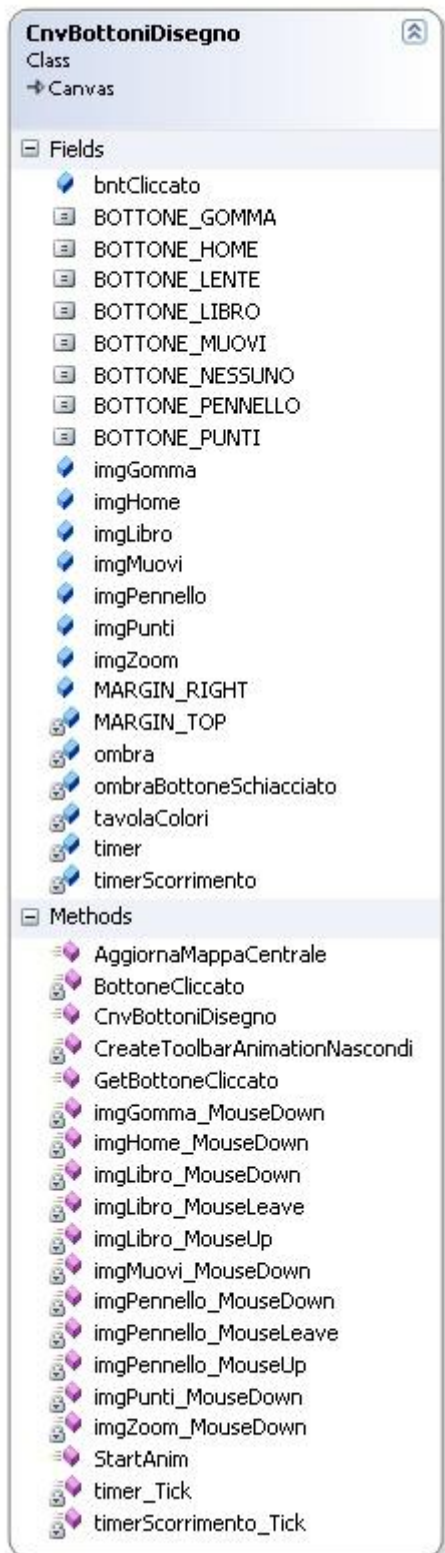 CnvBottoniDisegno
Class
Canvas
Fields
bntCliccato
BOTTONE_GOMMA
BOTTONE_HOME
BOTTONE_LENTE
BOTTONE_LIBRO
BOTTONE_MUOVI
BOTTONE_NESSUNO
BOTTONE_PENNELLO
BOTTONE_PUNTI
imgGomma
imgHome
imgLibro
imgMuovi
imgPennello
imgPunti
imgZoom
MARGIN_RIGHT
MARGIN_TOP
ombra
ombraBottoneSchiacciato
tavolaColori
timer
timerScorrimento
Methods
AggiornaMappaCentrale
BottoneCliccato
CnvBottoniDisegno
CreateToolbarAnimationNascondi
GetBottoneCliccato
imgGomma_MouseDown
imgHome_MouseDown
imgLibro_MouseDown
imgLibro_MouseLeave
imgLibro_MouseUp
imgMuovi_MouseDown
imgPennello_MouseDown
imgPennello_MouseLeave
imgPennello_MouseUp
imgPunti_MouseDown
imgZoom_MouseDown
StartAnim
timer_Tick
timerScorrimento_Tick